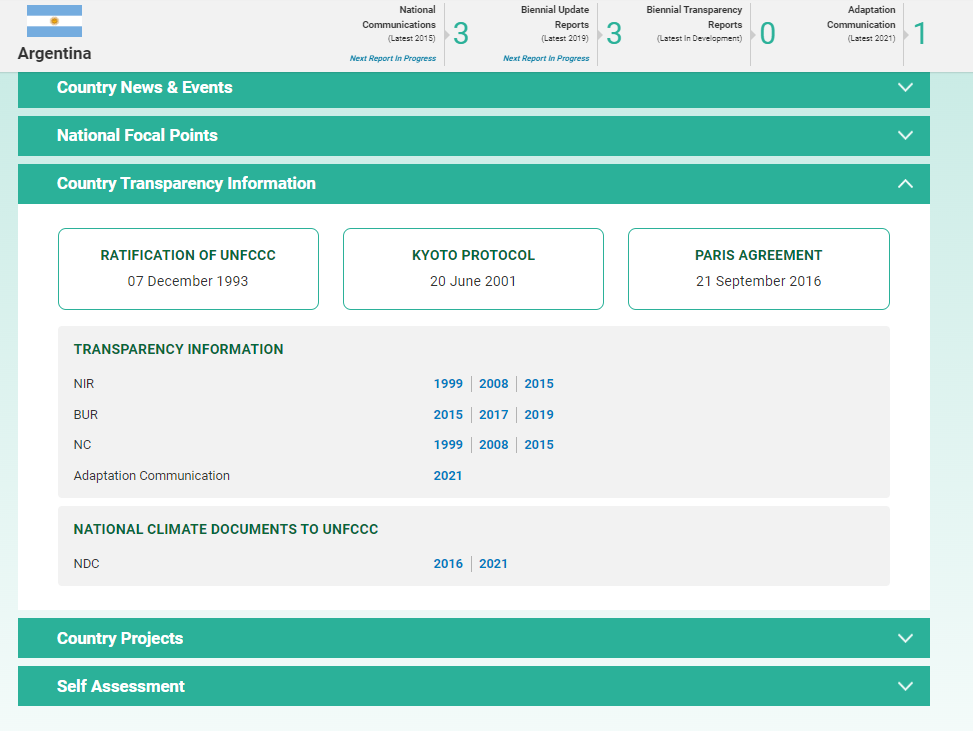 Argentina
National
Communications
(Latest 2015)
Next Report In Progress
3
Biennial Update
Reports
(Latest 2019)
Next Report In Progress
3
Biennial Transparency
Reports
(Latest In Development)
0
Adaptation
Communication
(Latest 2021)
1
Country News & Events
National Focal Points
Country Transparency Information
RATIFICATION OF UNFCCC
07 December 1993
KYOTO PROTOCOL
20 June 2001
PARIS AGREEMENT
21 September 2016
TRANSPARENCY INFORMATION
NIR 1999 2008 2015
BUR 2015 2017 2019
NC 1999 2008 2015
Adaptation Communication 2021
NATIONAL CLIMATE DOCUMENTS TO UNFCCC
NDC 2016 2021
Country Projects
Self Assessment